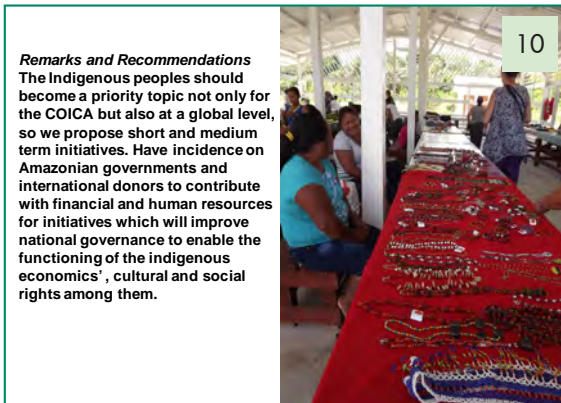 10
Remarks and Recommendations
The Indigenous peoples should
become a priority topic not only for
the COICA but also at a global level,
so we propose short and medium
term initiatives. Have incidence on
Amazonian governments and
international donors to contribute
with financial and human resources
for initiatives which will improve
national governance to enable the
functioning of the indigenous
economics' , cultural and social
rights among them.